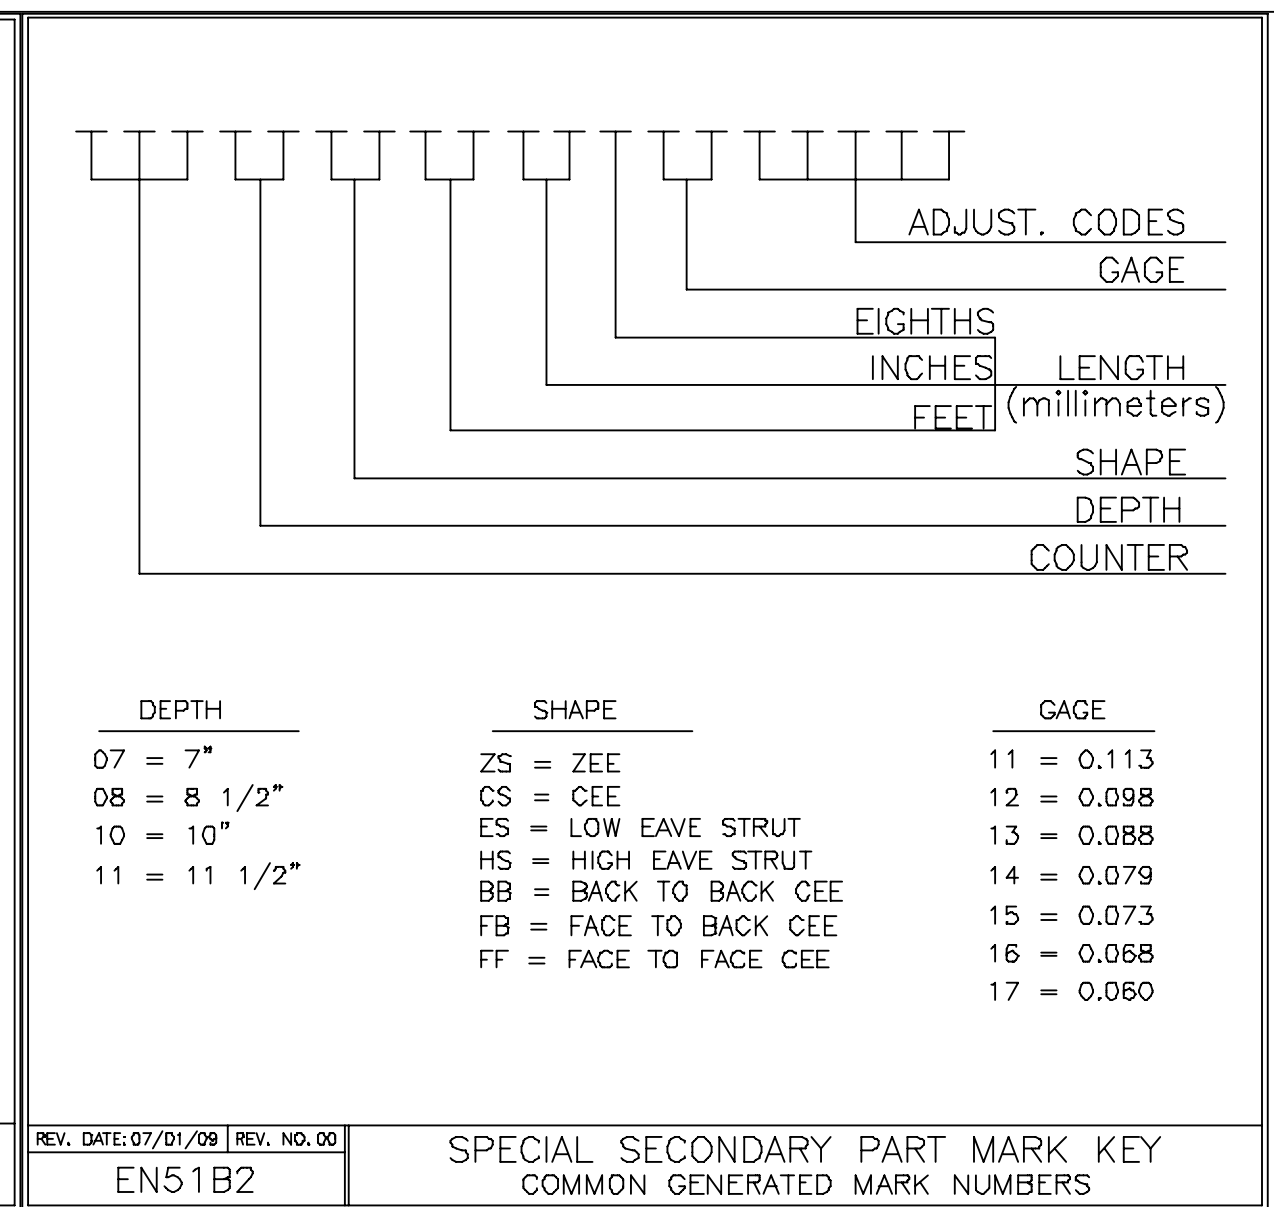 ADJUST. CODES
GAGE
EIGHTHS
INCHES LENGTH
(millimeters)
FEET
SHAPE
DEPTH
COUNTER
DEPTH
07 = 7"
08 = 8 1/2"
10 = 10"
11 = 11 1/2"
SHAPE
ZS = ZEE
CS = CEE
ES = LOW EAVE STRUT
HS = HIGH EAVE STRUT
BB = BACK TO BACK CEE
FB = FACE TO BACK CEE
FF = FACE TO FACE CEE
GAGE
11 = 0.113
12 = 0.098
13 = 0.088
14 = 0.079
15 = 0.073
16 = 0.068
17 = 0.060
REV. DATE: 07/01/09 REV. NO. 00
EN51B2
SPECIAL SECONDARY PART MARK KEY
COMMON GENERATED MARK NUMBERS